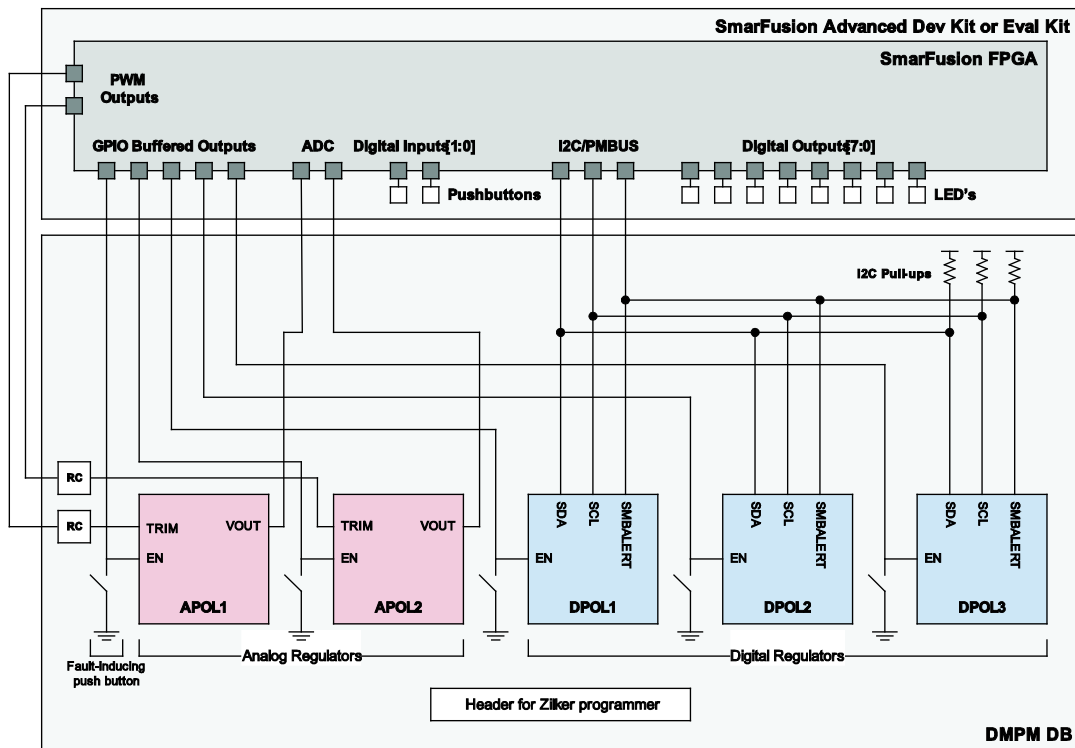 SmarFusion Advanced Dev Kit or Eval Kit
SmarFusion FPGA
PWM
Outputs
GPIO Buffered Outputs
ADC
Digital Inputs[1:0]
I2C/PMBUS
Digital Outputs[7:0]
Pushbuttons
LED's
I2C Pull-ups
RC
RC
TRIM
VOUT
EN
APOL1
TRIM
VOUT
EN
APOL2
SDA
SCL
SMBALERT
EN
DPOL1
SDA
SCL
SMBALERT
EN
DPOL2
SDA
SCL
SMBALERT
EN
DPOL3
Fault-Inducing
push button
Analog Regulators
Digital Regulators
Header for Zilker programmer
DMPM DB